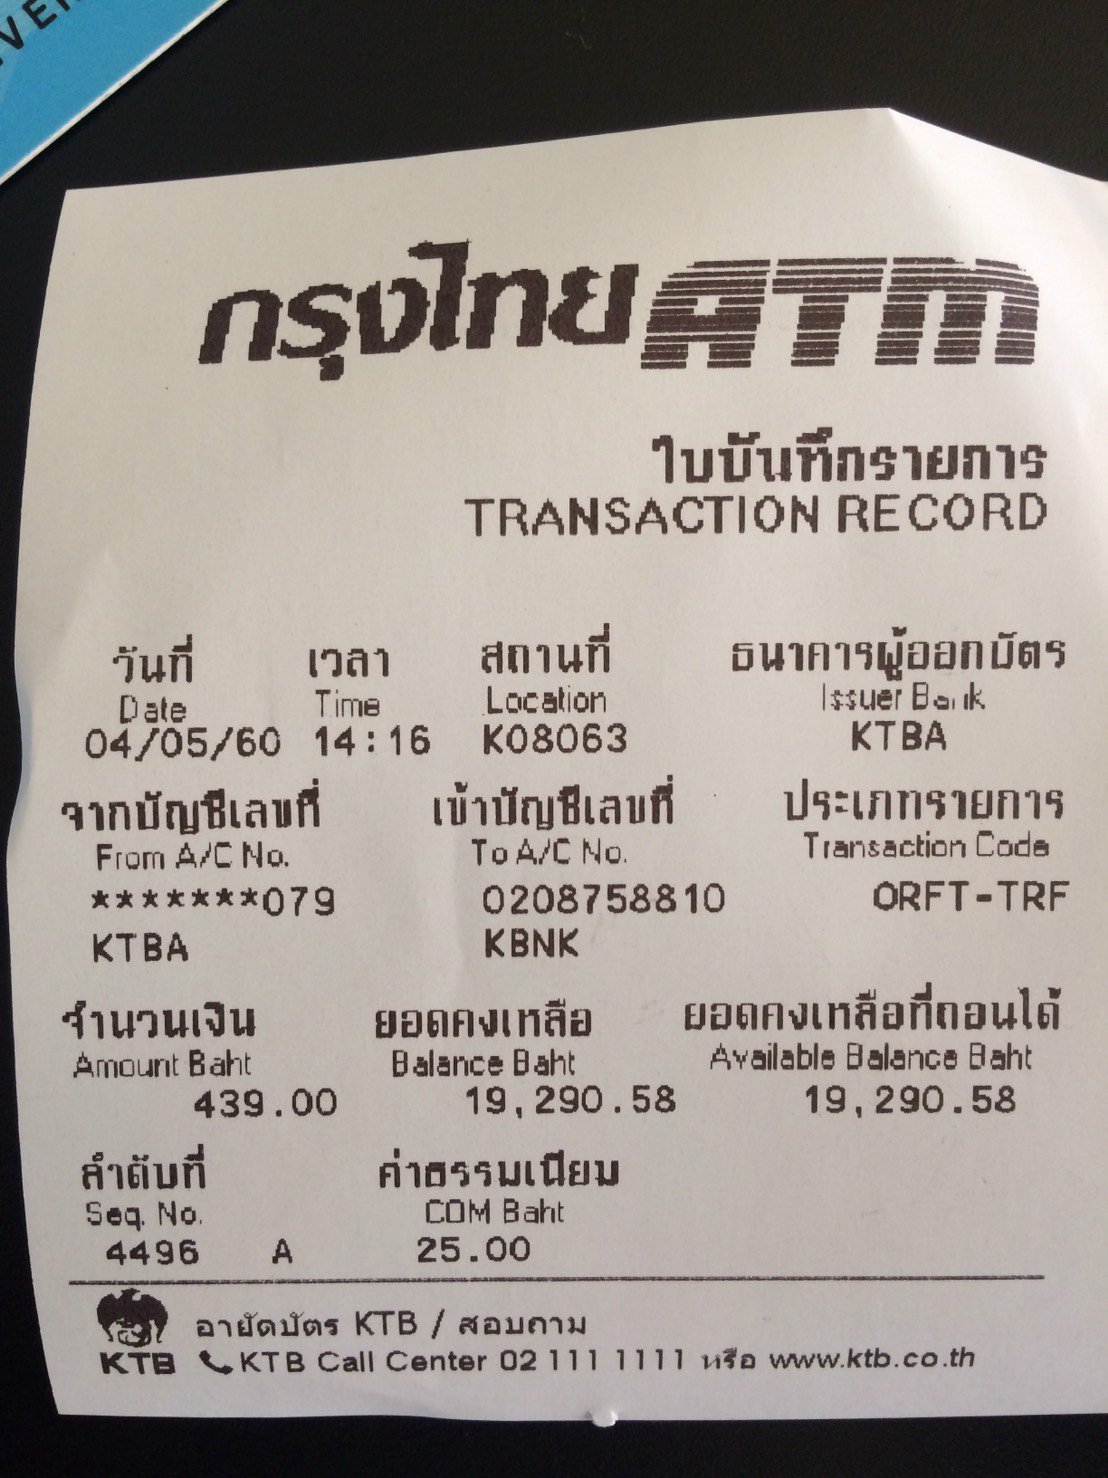 VER
กรุงไทย ATM
ใบบันทึกรายการ
TRANSACTION RECORD
วันที่ เวลา สถานที่ ธนาคารผู้ออกบัตร
Date Time Location Issuer Bank
04/05/60 14:16 K08063 KTBA
จากบัญชีเลขที่ เข้าบัญชีเลขที่ ประเภทรายการ
From A/C No. To A/C No. Transaction Code
*******079 0208758810 ORFT-TRF
KTBA KBNK
จำนวนเงิน ยอดคงเหลือ ยอดคงเหลือที่ถอนได้
Amount Baht Balance Baht Available Balance Baht
439.00 19,290.58 19,290.58
ลำดับที่ ค่าธรรมเนียม
Seq. No. COM Baht
4496 A 25.00
อายัดบัตร KTB / สอบถาม
KTB KTB Call Center 02 111 1111 หรือ www.ktb.co.th